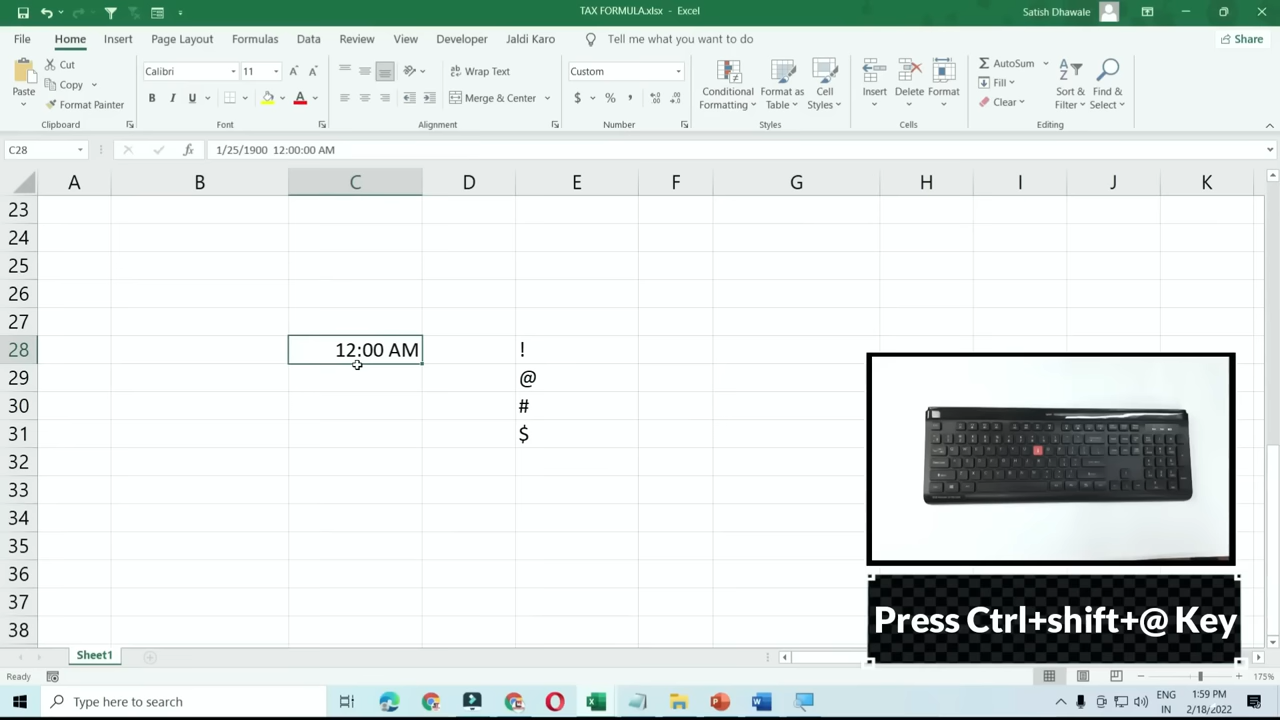 TAX FORMULA.xlsx - Excel
Satish Dhawale
File Home Insert Page Layout Formulas Data Review View Developer Jaldi Karo Tell me what you want to do Share
Paste
Cut
Copy
Format Painter
Clipboard
Calibri 11
B I U A
Font
Wrap Text
Merge & Center
Alignment
Custom
$ % ,
Number
Conditional Formatting
Format as Table
Cell Styles
Styles
Insert
Delete
Format
Cells
AutoSum
Fill
Clear
Sort & Filter
Find & Select
Editing
C28 fx 1/25/1900 12:00:00 AM
A B C D E F G H I J K
23
24
25
26
27
28 12:00 AM !
29 @
30 #
31 $
32
33
34
35
36
37
38
Press Ctrl+shift+@ Key
Sheet1
Ready 175%
Type here to search
ENG
IN
1:59 PM
2/18/2022